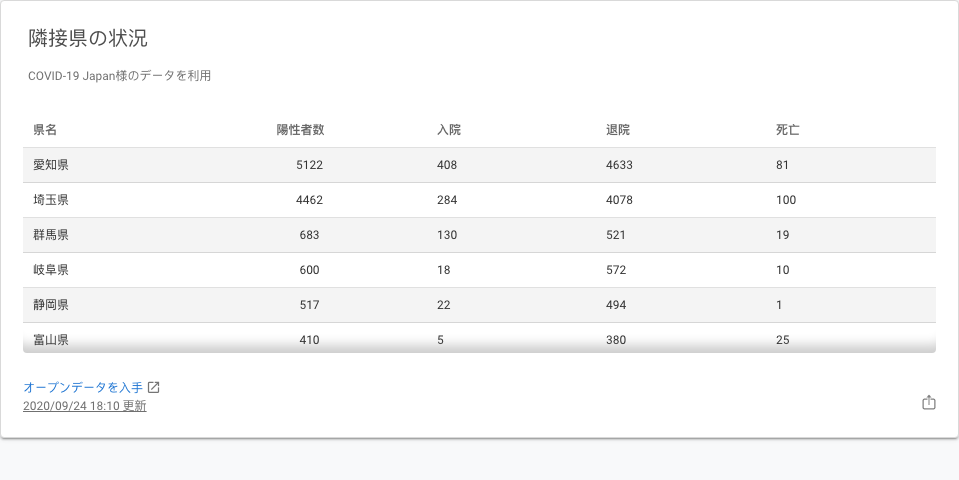 隣接県の状況
COVID-19 Japan様のデータを利用
県名 陽性者数 入院 退院 死亡
愛知県 5122 408 4633 81
埼玉県 4462 284 4078 100
群馬県 683 130 521 19
岐阜県 600 18 572 10
静岡県 517 22 494 1
富山県 410 5 380 25
オープンデータを入手
2020/09/24 18:10 更新